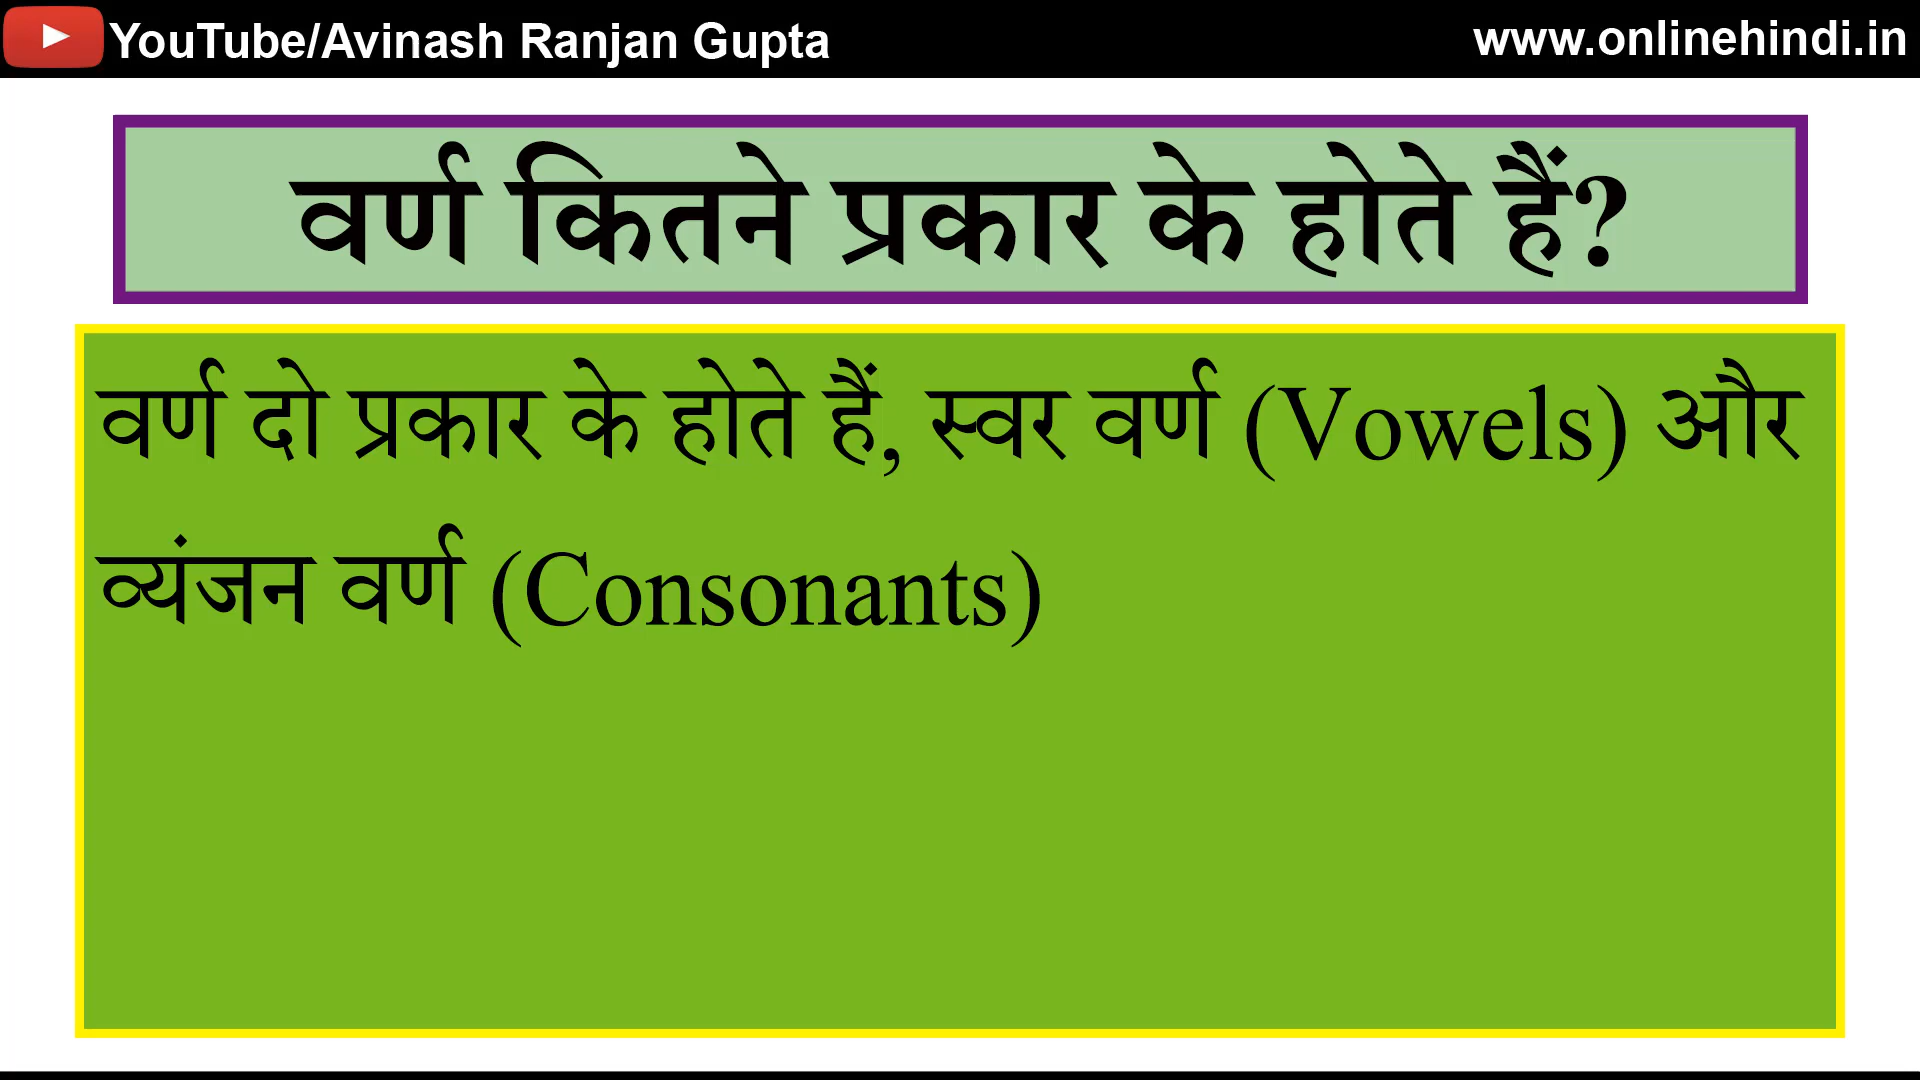 YouTube/Avinash Ranjan Gupta
www.onlinehindi.in
वर्ण कितने प्रकार के होते हैं?
वर्ण दो प्रकार के होते हैं, स्वर वर्ण (Vowels) और
व्यंजन वर्ण (Consonants)